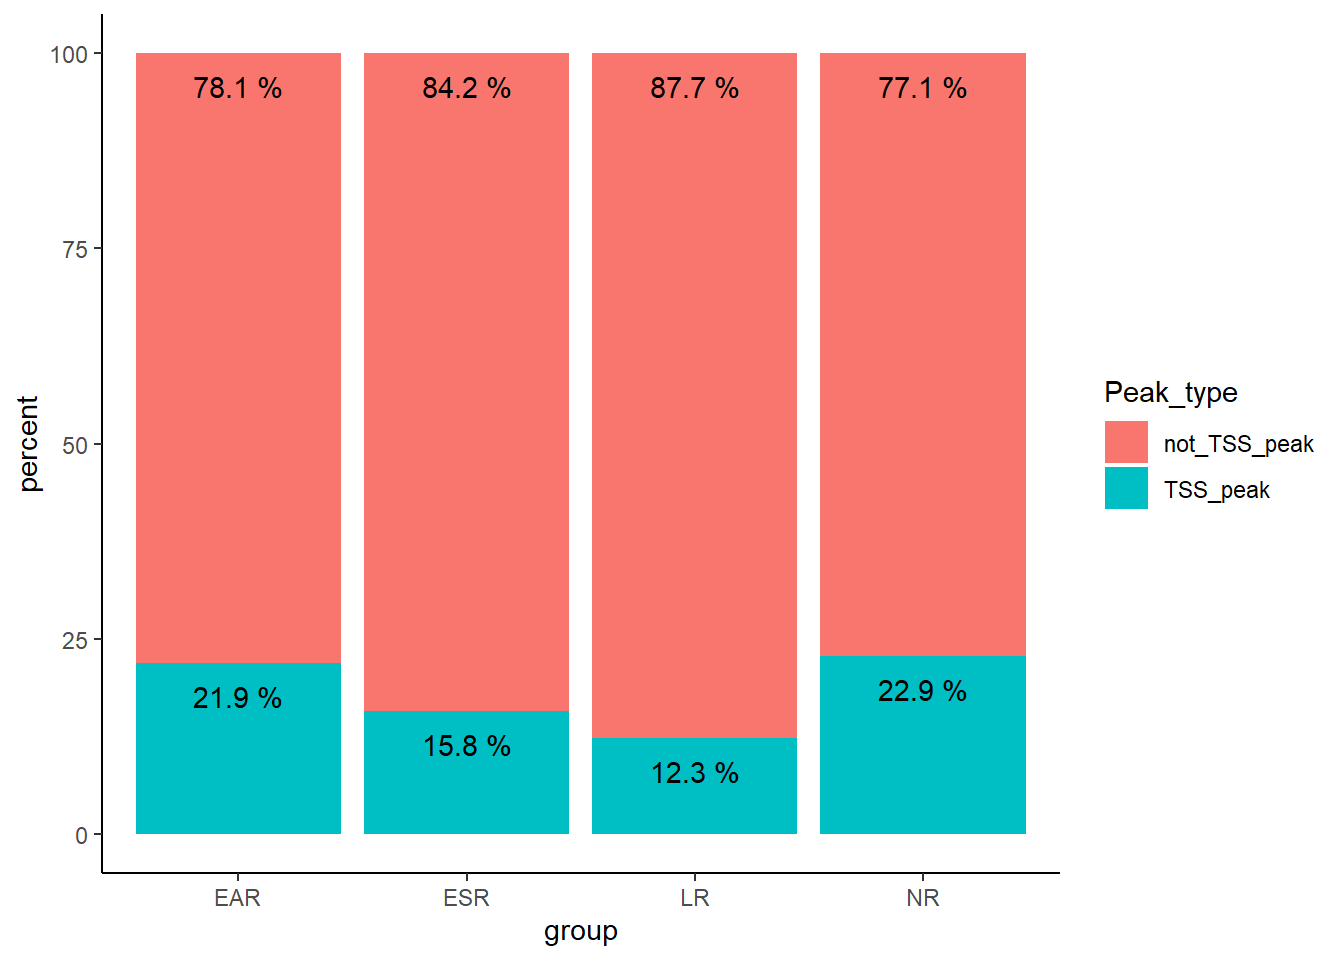 percent
100
75
50
25
0
78.1 %
84.2 %
87.7 %
77.1 %
21.9 %
15.8 %
12.3 %
22.9 %
EAR
ESR
LR
NR
group
Peak_type
not_TSS_peak
TSS_peak